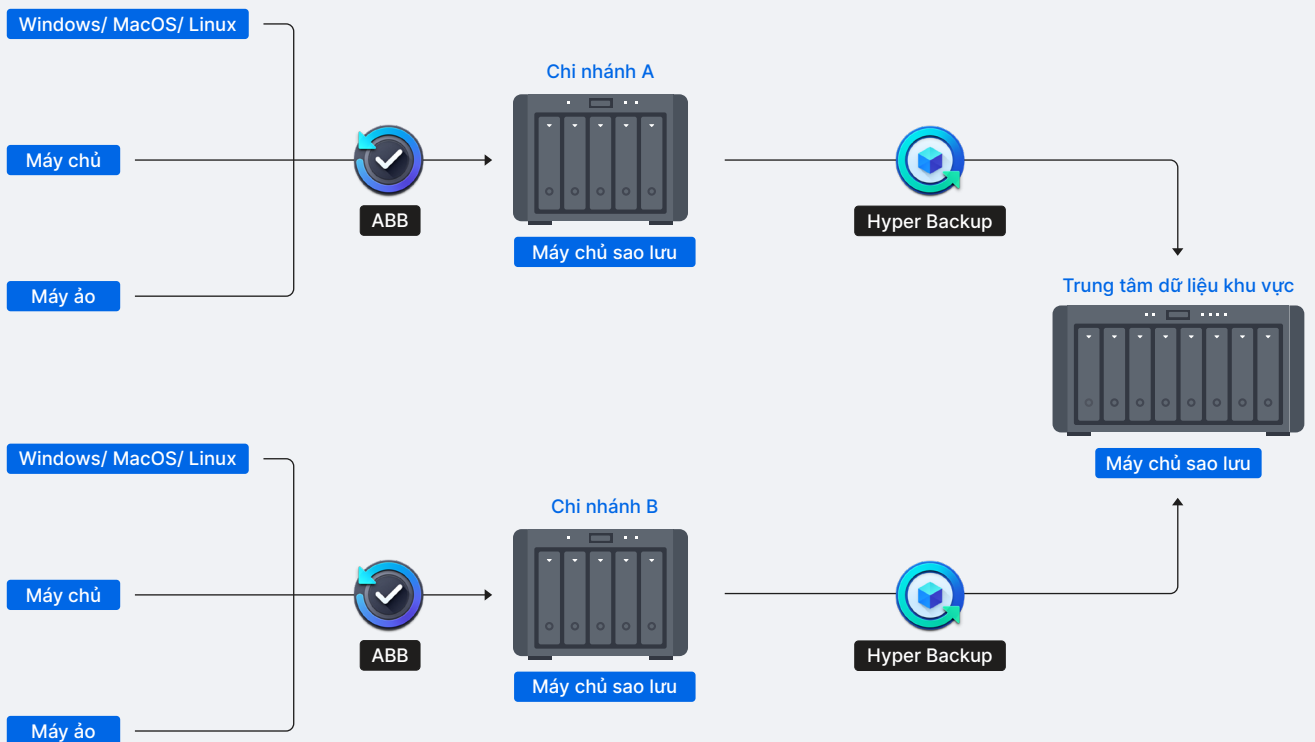 Windows/ MacOS/ Linux
Chi nhánh A
Máy chủ
ABB
Hyper Backup
Máy chủ sao lưu
Máy ảo
Trung tâm dữ liệu khu vực
Windows/ MacOS/ Linux
Máy chủ sao lưu
Chi nhánh B
Máy chủ
ABB
Hyper Backup
Máy chủ sao lưu
Máy ảo